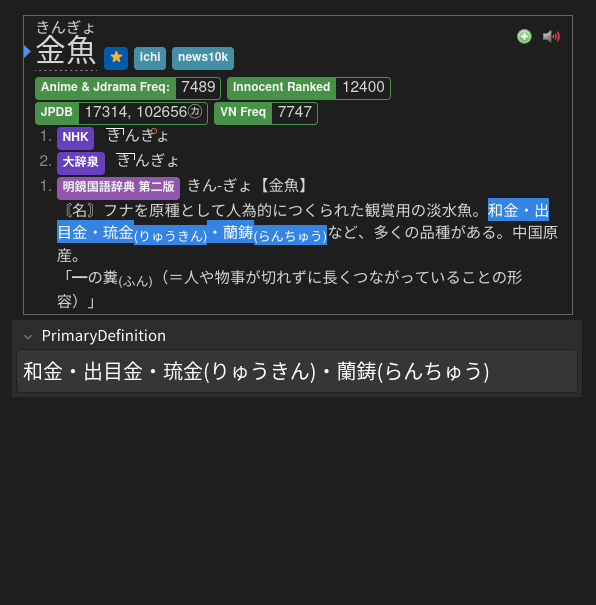 きんぎょ
金魚 ichi news10k
Anime & Jdrama Freq: 7489 Innocent Ranked 12400
JPDB 17314, 102656㋕ VN Freq 7747
1. NHK きんぎょ
2. 大辞泉 きんぎょ
1. 明鏡国語辞典 第二版 きん‐ぎょ【金魚】
〘名〙フナを原種として人為的につくられた観賞用の淡水魚。和金・出
目金・琉金(りゅうきん)・蘭鋳(らんちゅう)など、多くの品種がある。中国原
産。
「━の糞(ふん)（＝人や物事が切れずに長くつながっていることの形
容）」
PrimaryDefinition
和金・出目金・琉金(りゅうきん)・蘭鋳(らんちゅう)